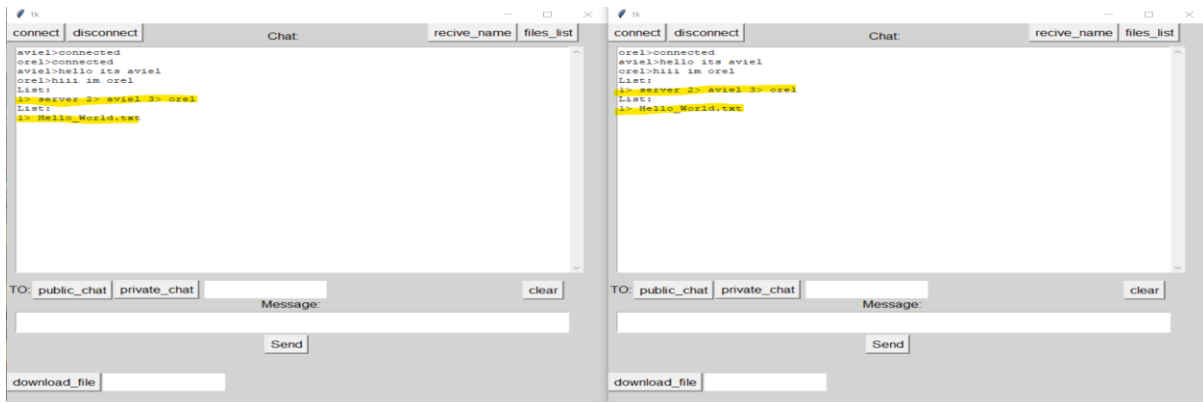 tk
connect disconnect Chat: recive_name files_list
aviel>connected
orel>connected
aviel>hello its aviel
orel>hiii im orel
List:
1> server 2> aviel 3> orel
List:
1> Hello_World.txt
TO: public_chat private_chat clear
Message:
Send
download_file
tk
connect disconnect Chat: recive_name files_list
orel>connected
aviel>hello its aviel
orel>hiii im orel
List:
1> server 2> aviel 3> orel
List:
1> Hello_World.txt
TO: public_chat private_chat clear
Message:
Send
download_file